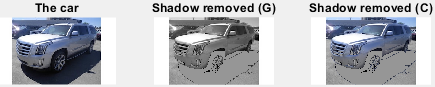 The car
Shadow removed (G)
Shadow removed (C)